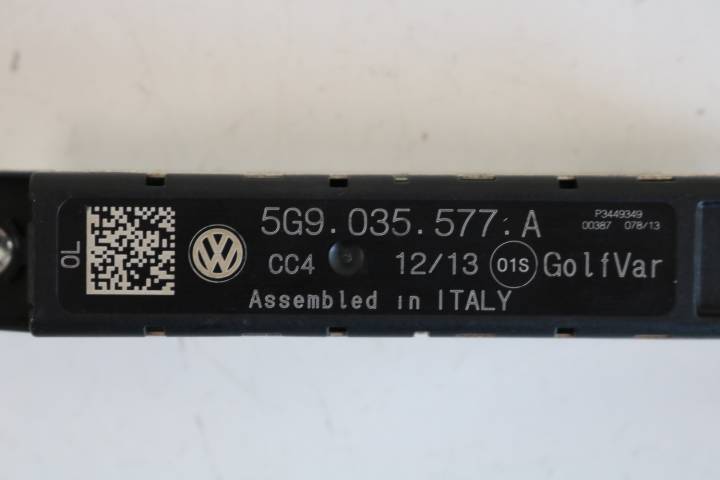 OL
5G9.035.577.A
P3449349
00387 078/13
CC4 12/13 01S GolfVar
Assembled in ITALY